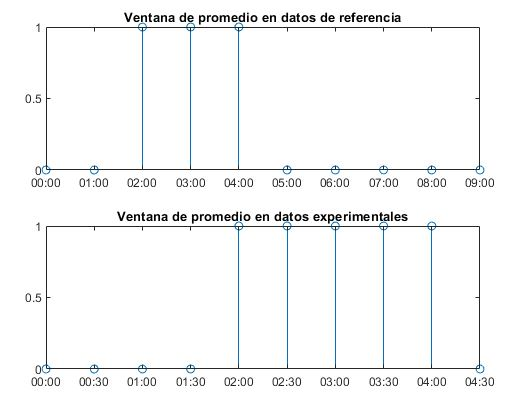 Ventana de promedio en datos de referencia
1
0.5
0
00:00 01:00 02:00 03:00 04:00 05:00 06:00 07:00 08:00 09:00
Ventana de promedio en datos experimentales
1
0.5
0
00:00 00:30 01:00 01:30 02:00 02:30 03:00 03:30 04:00 04:30